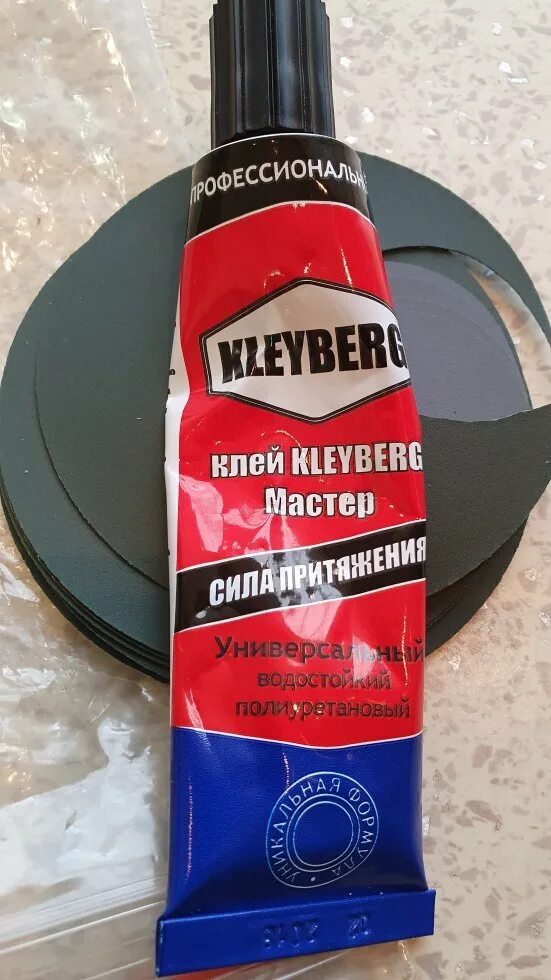 ПРОФЕССИОНАЛЬН
KLEYBERG
клей KLEYBERG
Мастер
СИЛА ПРИТЯЖЕНИЯ
Универсальный
водостойкий
полиуретановый
УНИКАЛЬНАЯ ФОРМУЛА